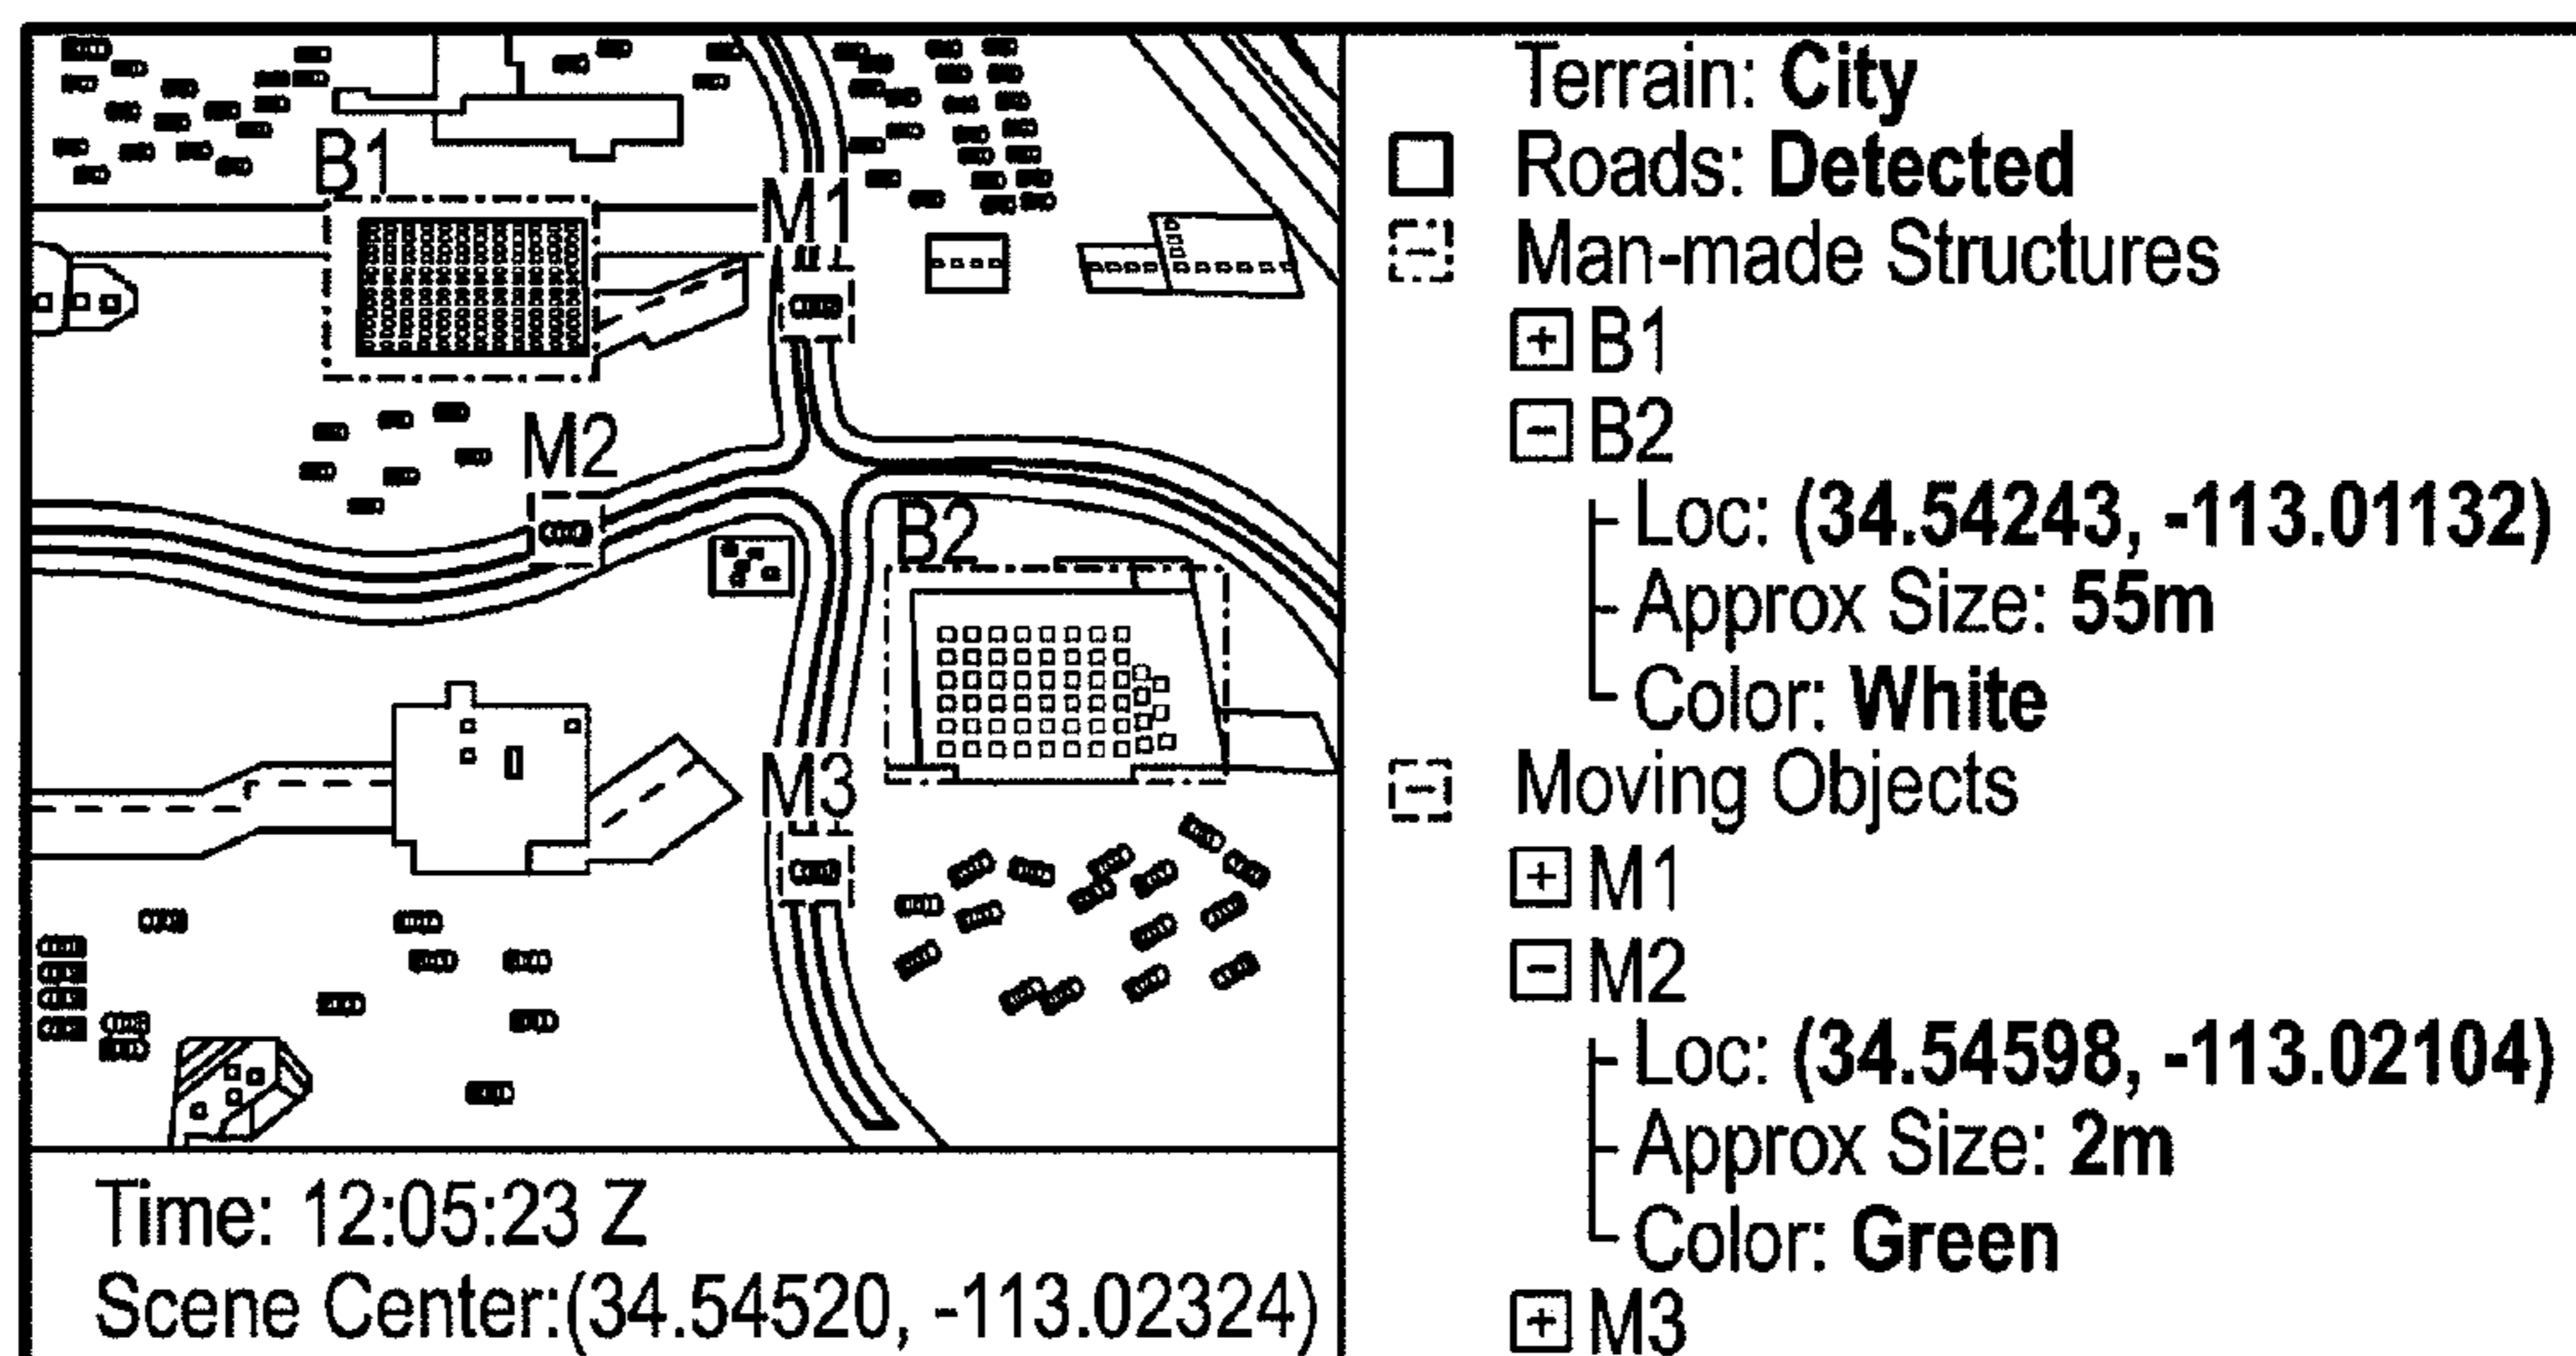 B1
M1
M2
B2
M3
Time: 12:05:23 Z
Scene Center:(34.54520, -113.02324)
Terrain: City
Roads: Detected
Man-made Structures
B1
B2
Loc: (34.54243, -113.01132)
Approx Size: 55m
Color: White
Moving Objects
M1
M2
Loc: (34.54598, -113.02104)
Approx Size: 2m
Color: Green
M3